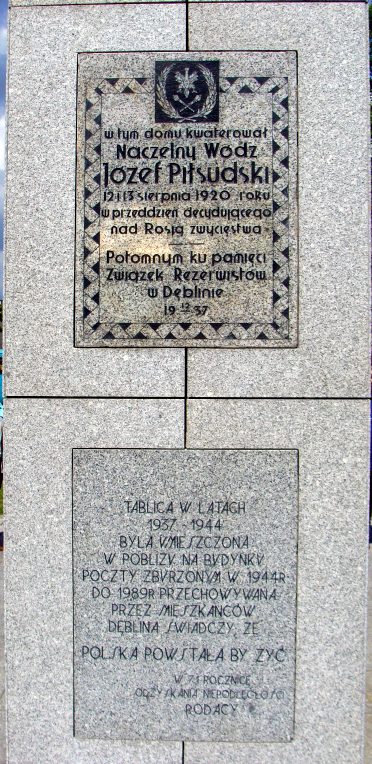 w tym domu kwaterował
Naczelny Wódz
Józef Piłsudski
12 i 13 sierpnia 1920 roku
w przeddzień decydującego
nad Rosją zwycięstwa
Potomnym ku pamięci
Związek Rezerwistów
w Dęblinie
19 12 37
TABLICA W LATACH
1937 - 1944
BYŁA UMIESZCZONA
W POBLIŻU NA BUDYNKU
POCZTY ZBURZONYM W 1944R
DO 1989R PRZECHOWYWANA
PRZEZ MIESZKAŃCÓW
DĘBLINA ŚWIADCZY, ŻE
POLSKA POWSTAŁA BY ŻYĆ
W 71 ROCZNICĘ
ODZYSKANIA NIEPODLEGŁOŚCI
RODACY